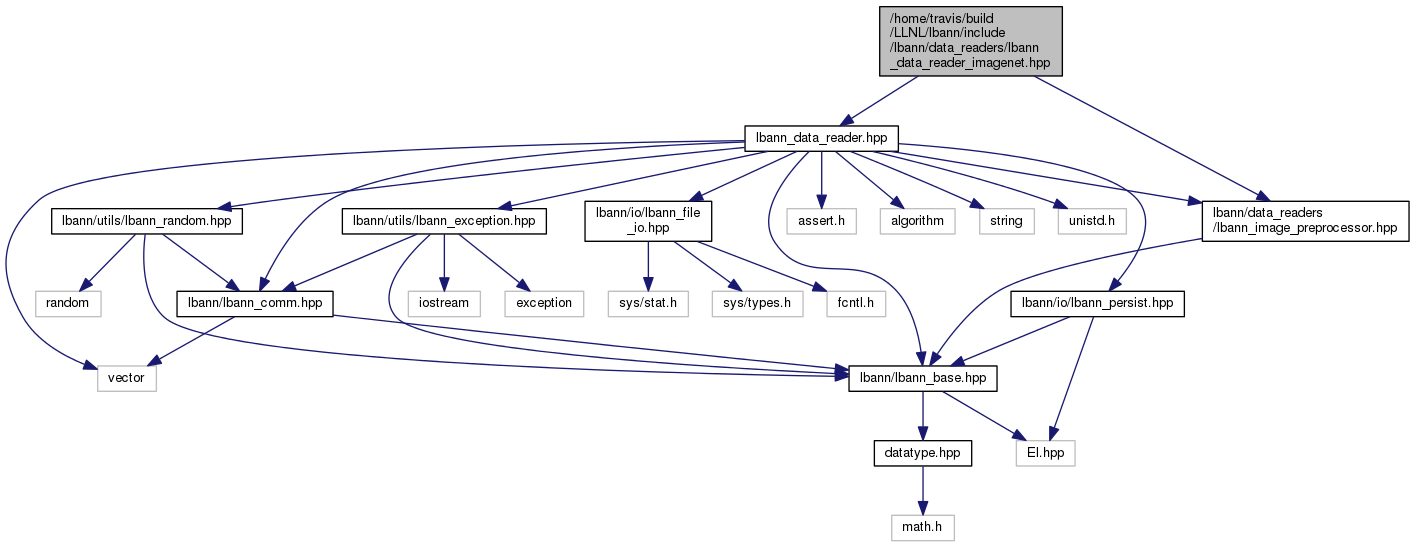 /home/travis/build
/LLNL/lbann/include
/lbann/data_readers/lbann
_data_reader_imagenet.hpp
lbann_data_reader.hpp
lbann/utils/lbann_random.hpp
lbann/utils/lbann_exception.hpp
lbann/io/lbann_file
_io.hpp
assert.h
algorithm
string
unistd.h
lbann/data_readers
/lbann_image_preprocessor.hpp
random
lbann/lbann_comm.hpp
iostream
exception
sys/stat.h
sys/types.h
fcntl.h
lbann/io/lbann_persist.hpp
vector
lbann/lbann_base.hpp
datatype.hpp
El.hpp
math.h